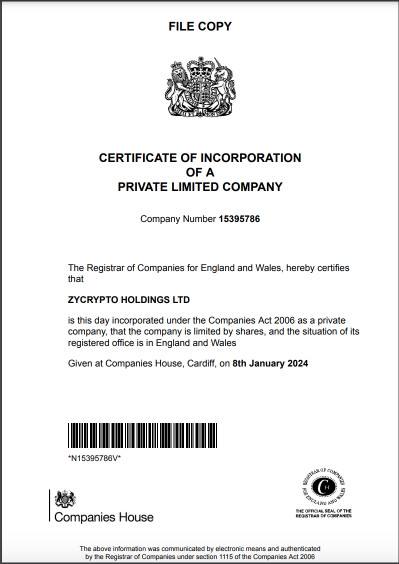 FILE COPY
CERTIFICATE OF INCORPORATION
OF A
PRIVATE LIMITED COMPANY
Company Number 15395786
The Registrar of Companies for England and Wales, hereby certifies
that
ZYCRYPTO HOLDINGS LTD
is this day incorporated under the Companies Act 2006 as a private
company, that the company is limited by shares, and the situation of its
registered office is in England and Wales
Given at Companies House, Cardiff, on 8th January 2024
*N15395786V*
Companies House
REGISTRAR OF COMPANIES
FOR ENGLAND AND WALES
CH
THE OFFICIAL SEAL OF THE
REGISTRAR OF COMPANIES
The above information was communicated by electronic means and authenticated
by the Registrar of Companies under section 1115 of the Companies Act 2006